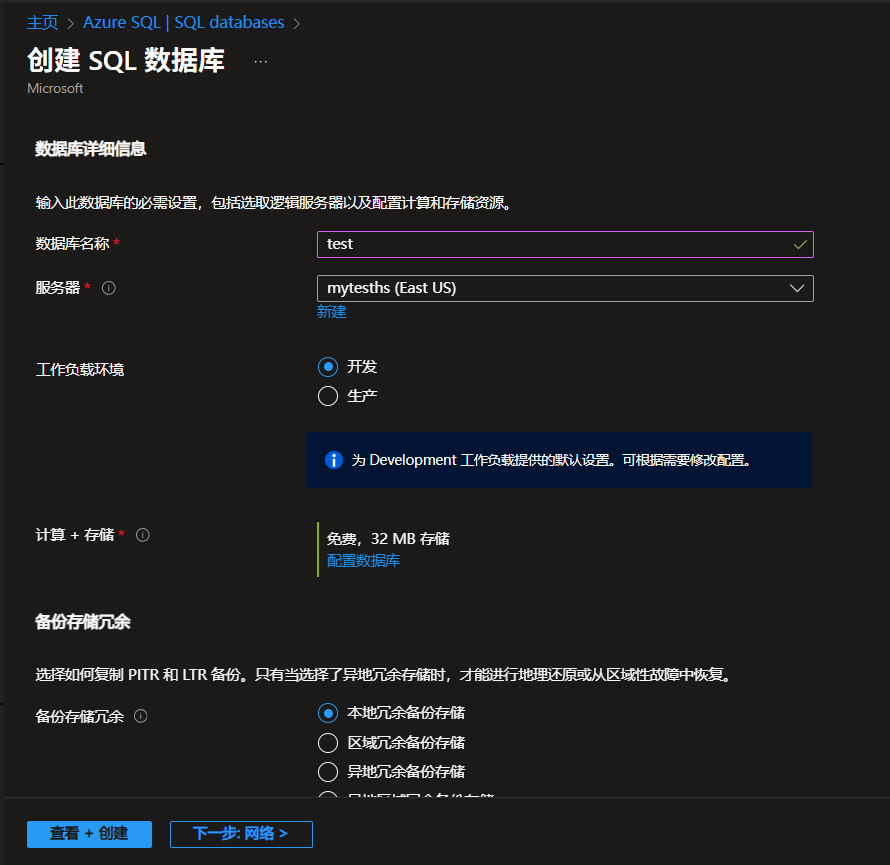 主页 > Azure SQL | SQL databases >
创建 SQL 数据库 ...
Microsoft
数据库详细信息
输入此数据库的必需设置，包括选取逻辑服务器以及配置计算和存储资源。
数据库名称 * test
服务器 * mytesths (East US)
新建
工作负载环境 开发
生产
为 Development 工作负载提供的默认设置。可根据需要修改配置。
计算 + 存储 * 免费，32 MB 存储
配置数据库
备份存储冗余
选择如何复制 PITR 和 LTR 备份。只有当选择了异地冗余存储时，才能进行地理还原或从区域性故障中恢复。
备份存储冗余 本地冗余备份存储
区域冗余备份存储
异地冗余备份存储
查看 + 创建 下一步: 网络 >